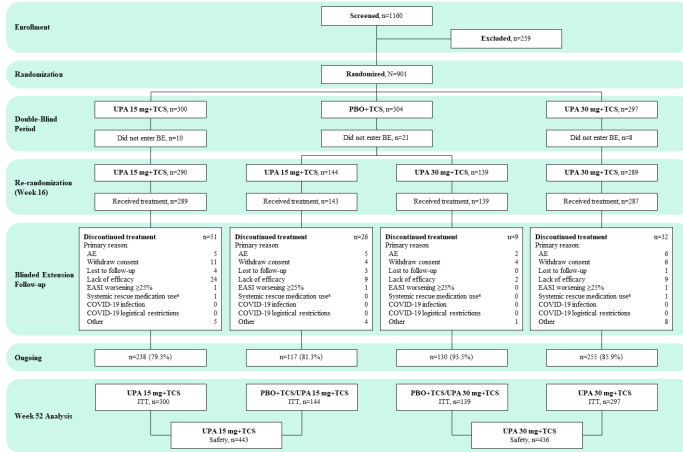 Enrollment
Screened, n=1160
Excluded, n=259
Randomization
Randomized, N=901
Double-Blind
Period
UPA 15 mg+TCS, n=300
PBO+TCS, n=304
UPA 30 mg+TCS, n=297
Did not enter BE, n=10
Did not enter BE, n=21
Did not enter BE, n=8
Re-randomization
(Week 16)
UPA 15 mg+TCS, n=290
UPA 15 mg+TCS, n=144
UPA 30 mg+TCS, n=139
UPA 30 mg+TCS, n=289
Received treatment, n=289
Received treatment, n=143
Received treatment, n=139
Received treatment, n=287
Blinded Extension
Follow-up
Discontinued treatment n=51
Primary reason:
AE 5
Withdraw consent 11
Lost to follow-up 4
Lack of efficacy 24
EASI worsening ≥25% 1
Systemic rescue medication useᵃ 1
COVID-19 infection 0
COVID-19 logistical restrictions 0
Other 5
Discontinued treatment n=26
Primary reason:
AE 5
Withdraw consent 4
Lost to follow-up 3
Lack of efficacy 9
EASI worsening ≥25% 1
Systemic rescue medication useᵃ 0
COVID-19 infection 0
COVID-19 logistical restrictions 0
Other 4
Discontinued treatment n=9
Primary reason:
AE 2
Withdraw consent 4
Lost to follow-up 0
Lack of efficacy 2
EASI worsening ≥25% 0
Systemic rescue medication useᵃ 0
COVID-19 infection 0
COVID-19 logistical restrictions 0
Other 1
Discontinued treatment n=32
Primary reason:
AE 6
Withdraw consent 6
Lost to follow-up 1
Lack of efficacy 9
EASI worsening ≥25% 1
Systemic rescue medication useᵃ 1
COVID-19 infection 0
COVID-19 logistical restrictions 0
Other 8
Ongoing
n=238 (79.3%)
n=117 (81.3%)
n=130 (93.5%)
n=255 (85.9%)
Week 52 Analysis
UPA 15 mg+TCS
ITT, n=300
PBO+TCS/UPA 15 mg+TCS
ITT, n=144
PBO+TCS/UPA 30 mg+TCS
ITT, n=139
UPA 30 mg+TCS
ITT, n=297
UPA 15 mg+TCS
Safety, n=443
UPA 30 mg+TCS
Safety, n=436